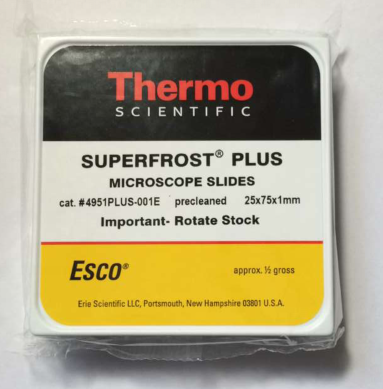 Thermo
SCIENTIFIC
SUPERFROST® PLUS
MICROSCOPE SLIDES
cat. #4951PLUS-001E precleaned 25x75x1mm
Important- Rotate Stock
Esco® approx. ½ gross
Erie Scientific LLC, Portsmouth, New Hampshire 03801 U.S.A.